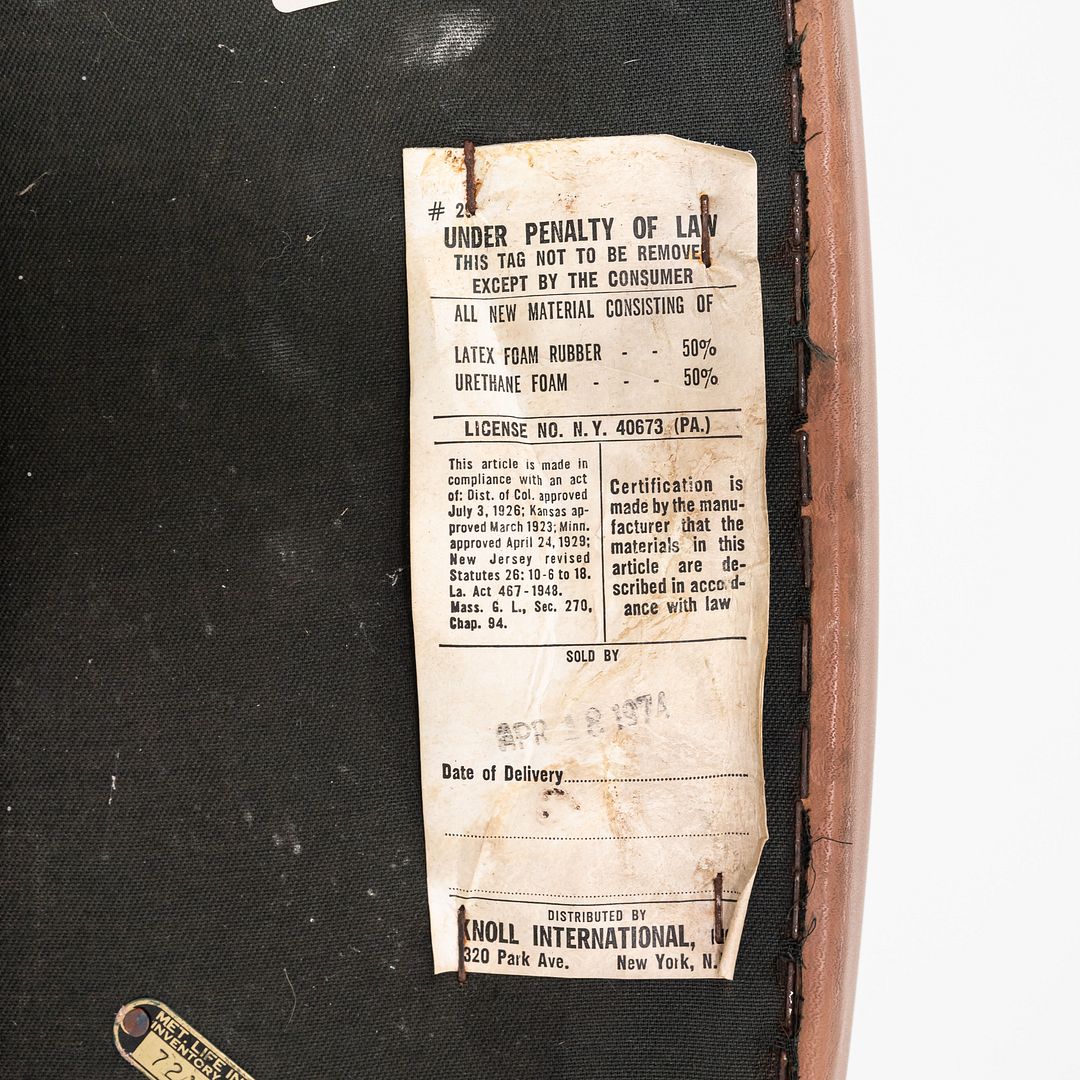 # 29
UNDER PENALTY OF LAW
THIS TAG NOT TO BE REMOVED
EXCEPT BY THE CONSUMER
ALL NEW MATERIAL CONSISTING OF
LATEX FOAM RUBBER - - 50%
URETHANE FOAM - - - 50%
LICENSE NO. N.Y. 40673 (PA.)
This article is made in
compliance with an act
of: Dist. of Col. approved
July 3, 1926; Kansas ap-
proved March 1923; Minn.
approved April 24, 1929;
New Jersey revised
Statutes 26: 10-6 to 18.
La. Act 467-1948.
Mass. G. L., Sec. 270,
Chap. 94.
Certification is
made by the manu-
facturer that the
materials in this
article are de-
scribed in accord-
ance with law
SOLD BY
APR 18 1974
Date of Delivery
DISTRIBUTED BY
KNOLL INTERNATIONAL,
320 Park Ave. New York, N.
MET. LIFE IN
INVENTORY
72